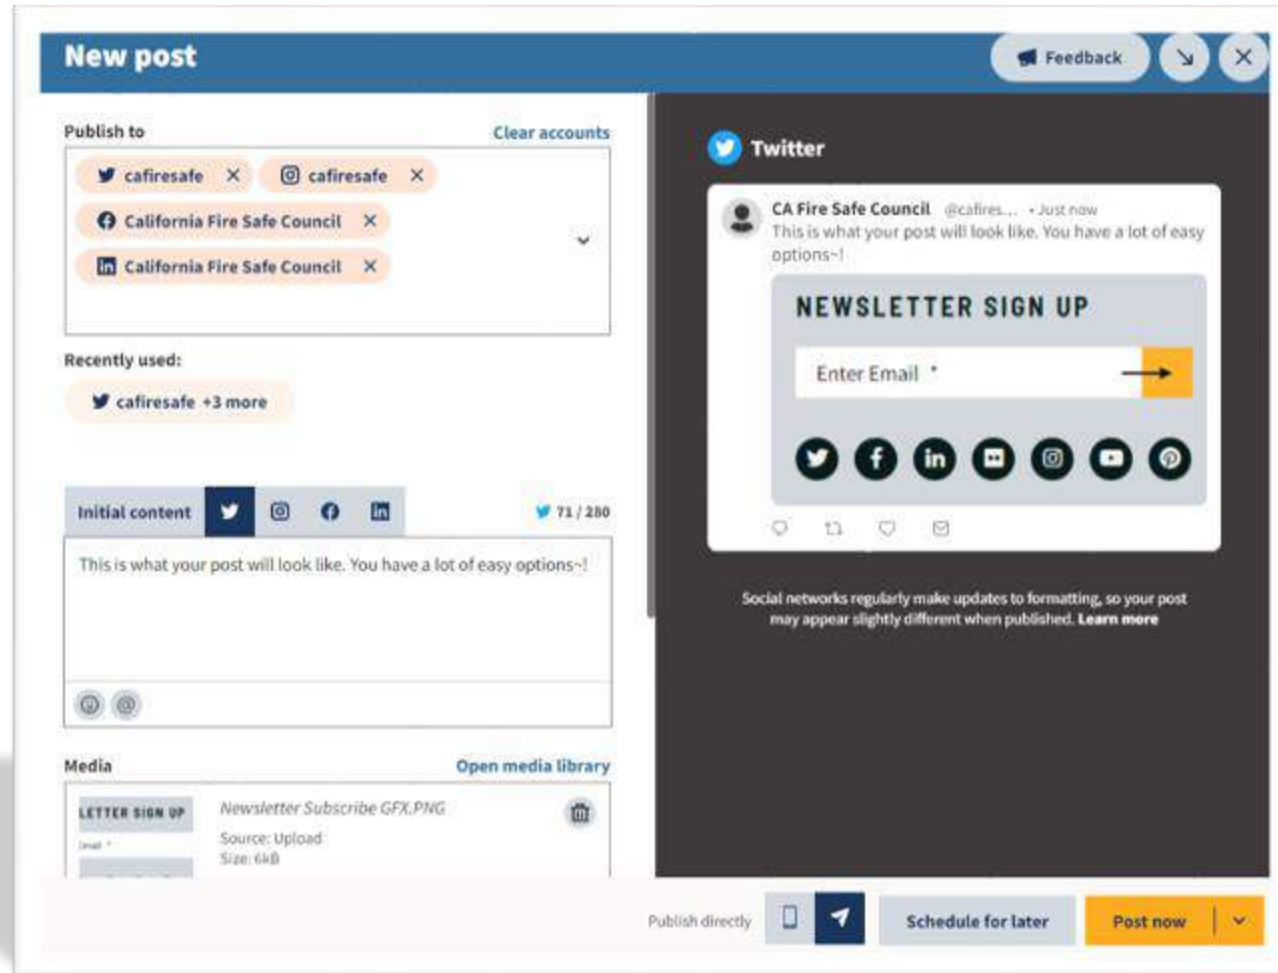 New post
Feedback
Publish to
Clear accounts
cafiresafe
cafiresafe
California Fire Safe Council
California Fire Safe Council
Recently used:
cafiresafe +3 more
Initial content
71 / 280
This is what your post will look like. You have a lot of easy options~!
Media
Open media library
LETTER SIGN UP
Email *
Newsletter Subscribe GFX.PNG
Source: Upload
Size: 6kB
Twitter
CA Fire Safe Council @cafires... • Just now
This is what your post will look like. You have a lot of easy
options~!
NEWSLETTER SIGN UP
Enter Email *
Social networks regularly make updates to formatting, so your post
may appear slightly different when published. Learn more
Publish directly
Schedule for later
Post now